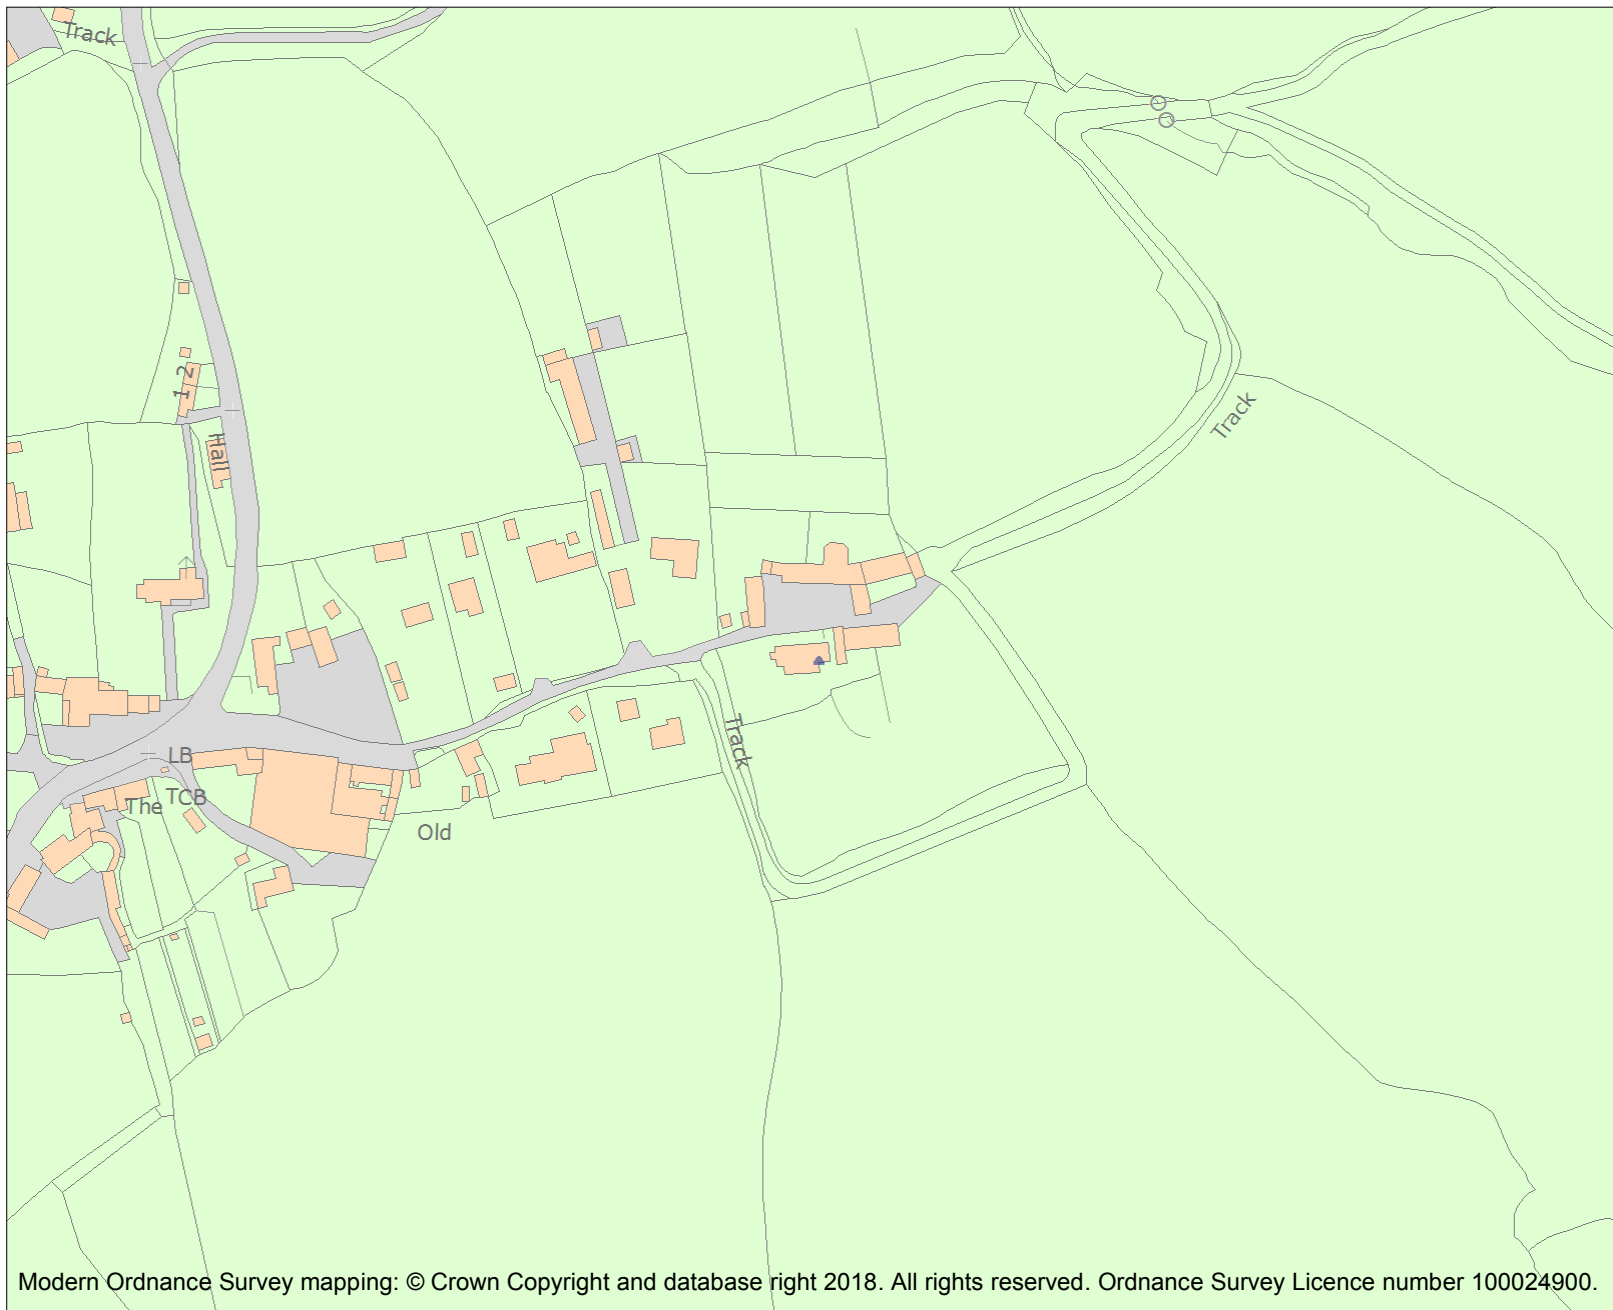 Track
2
1
Hall
Track
Track
LB
TCB
The
Old
Modern Ordnance Survey mapping: © Crown Copyright and database right 2018. All rights reserved. Ordnance Survey Licence number 100024900.